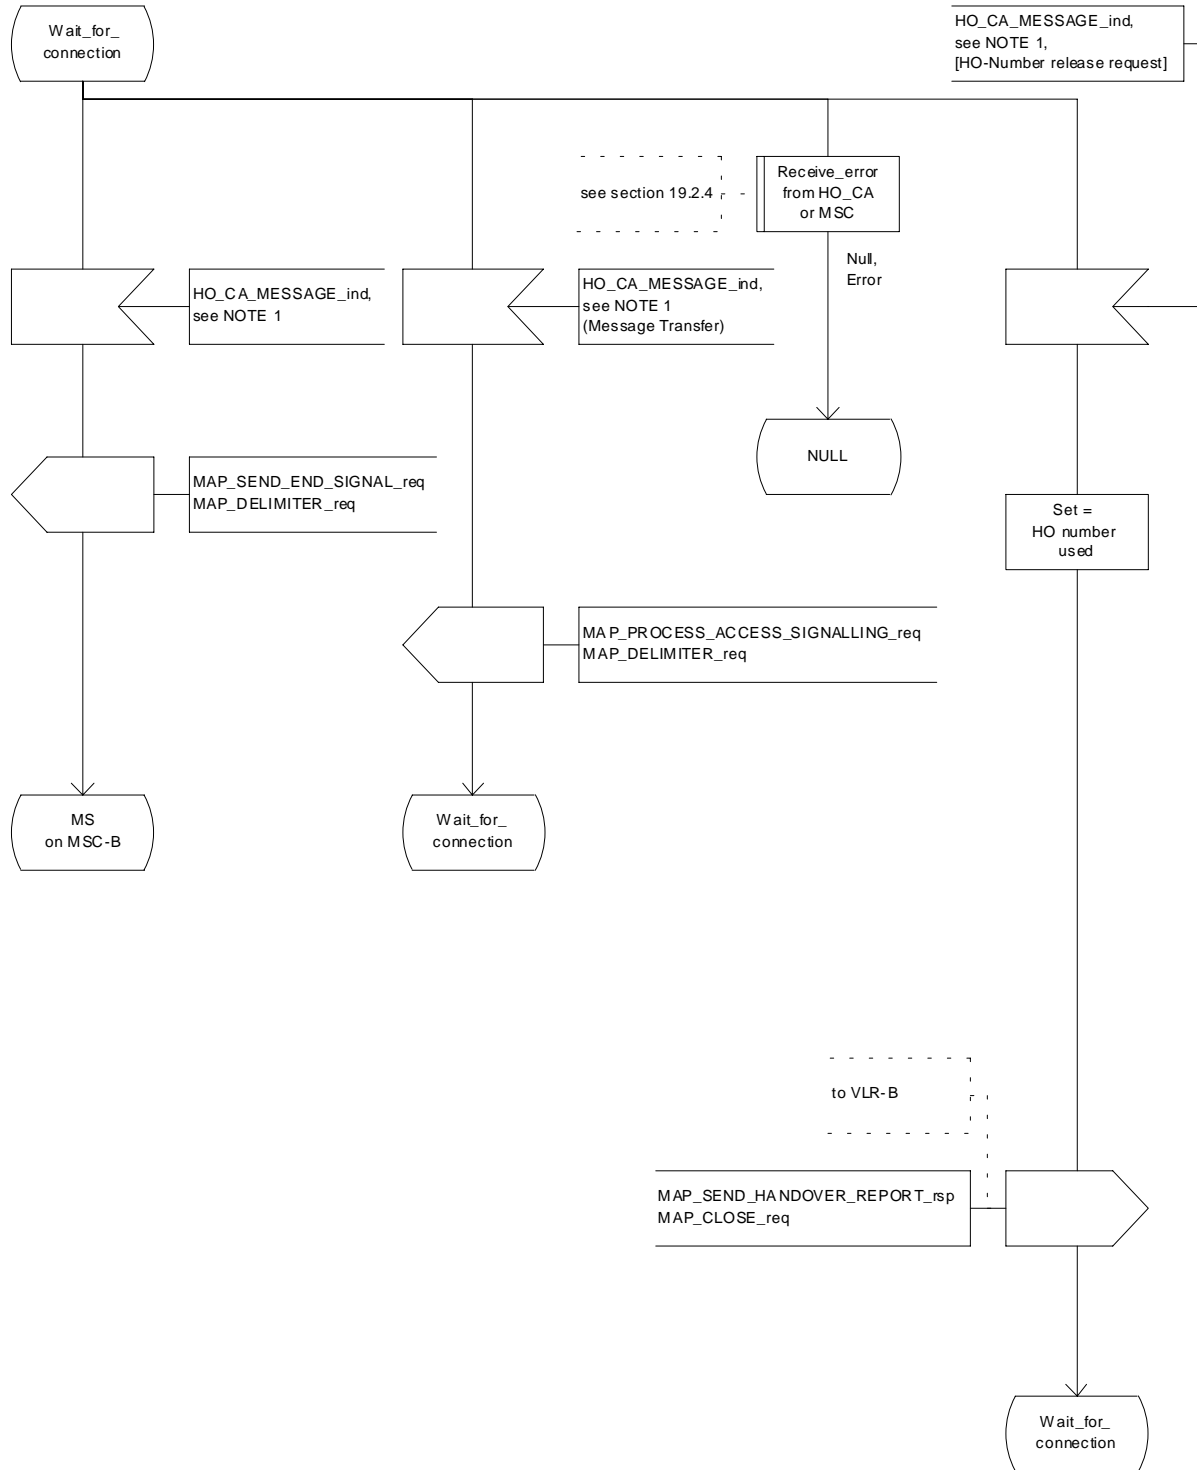 Wait_for_
connection
HO_CA_MESSAGE_ind,
see NOTE 1,
[HO-Number release request]
see section 19.2.4
Receive_error
from HO_CA
or MSC
Null,
Error
HO_CA_MESSAGE_ind,
see NOTE 1
HO_CA_MESSAGE_ind,
see NOTE 1
(Message Transfer)
NULL
MAP_SEND_END_SIGNAL_req
MAP_DELIMITER_req
Set =
HO number
used
MAP_PROCESS_ACCESS_SIGNALLING_req
MAP_DELIMITER_req
MS
on MSC-B
Wait_for_
connection
to VLR-B
MAP_SEND_HANDOVER_REPORT_rsp
MAP_CLOSE_req
Wait_for_
connection